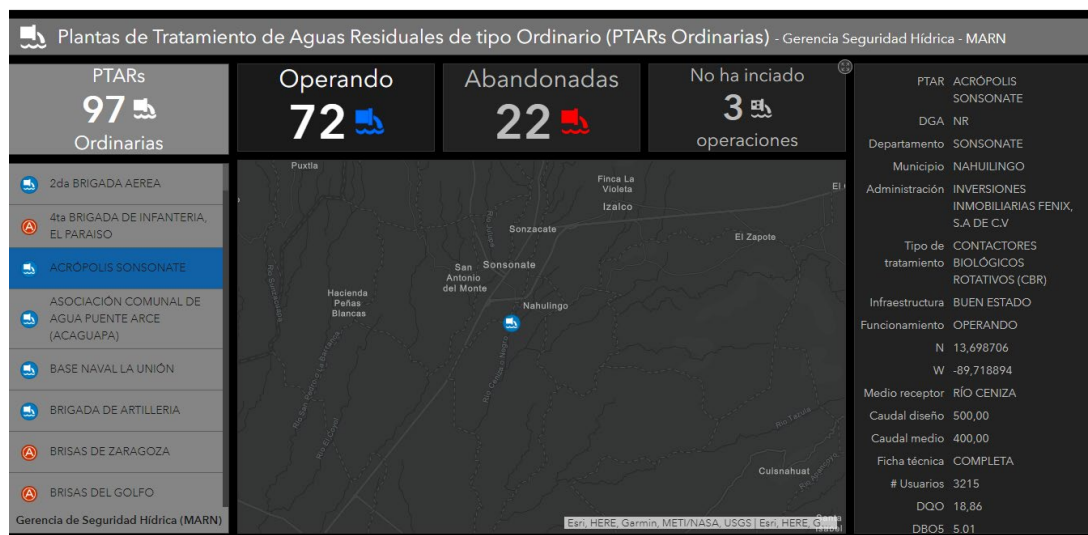 Plantas de Tratamiento de Aguas Residuales de tipo Ordinario (PTARs Ordinarias) - Gerencia Seguridad Hídrica - MARN
PTARs
97
Ordinarias
Operando
72
Abandonadas
22
No ha inciado
3
operaciones
2da BRIGADA AEREA
4ta BRIGADA DE INFANTERIA,
EL PARAISO
ACRÓPOLIS SONSONATE
ASOCIACIÓN COMUNAL DE
AGUA PUENTE ARCE
(ACAGUAPA)
BASE NAVAL LA UNIÓN
BRIGADA DE ARTILLERIA
BRISAS DE ZARAGOZA
BRISAS DEL GOLFO
Gerencia de Seguridad Hídrica (MARN)
Puxtla
Finca La
Violeta
Izalco
Sonzacate
El Zapote
San
Antonio
del Monte
Sonsonate
Hacienda
Peñas
Blancas
Nahulingo
Cuisnahuat
Esri, HERE, Garmin, METI/NASA, USGS | Esri, HERE, G...
PTAR ACRÓPOLIS
SONSONATE
DGA NR
Departamento SONSONATE
Municipio NAHUILINGO
Administración INVERSIONES
INMOBILIARIAS FENIX,
S.A DE C.V
Tipo de CONTACTORES
tratamiento BIOLÓGICOS
ROTATIVOS (CBR)
Infraestructura BUEN ESTADO
Funcionamiento OPERANDO
N 13,698706
W -89,718894
Medio receptor RÍO CENIZA
Caudal diseño 500,00
Caudal medio 400,00
Ficha técnica COMPLETA
# Usuarios 3215
DQO 18,86
DBO5 5.01